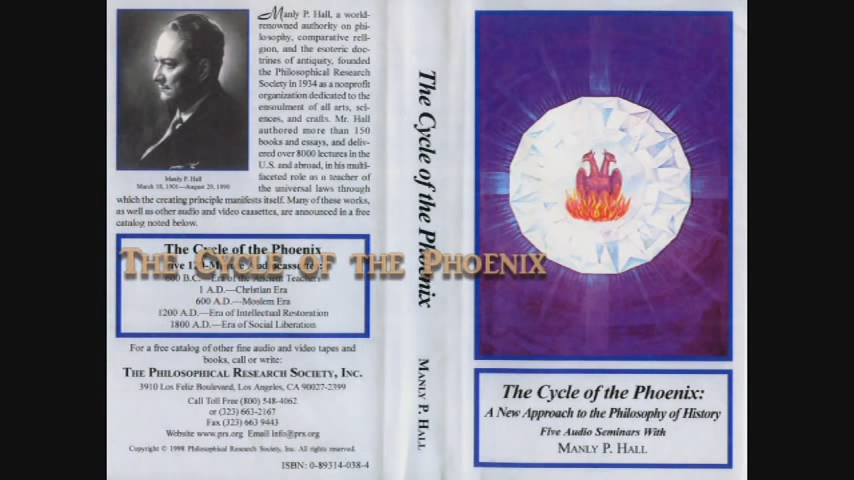 Manly P. Hall, a world-
renowned authority on phi-
losophy, comparative reli-
gion, and the esoteric doc-
trines of antiquity, founded
the Philosophical Research
Society in 1934 as a nonprofit
organization dedicated to the
ensoulment of all arts, sci-
ences, and crafts. Mr. Hall
authored more than 150
books and essays, and deliv-
ered over 8000 lectures in the
U.S. and abroad, in his multi-
faceted role as a teacher of
the universal laws through
which the creating principle manifests itself. Many of these works,
as well as other audio and video cassettes, are announced in a free
catalog noted below.
Manly P. Hall
March 18, 1901—August 29, 1990
The Cycle of the Phoenix
The Cycle of the Phoenix
600 B.C.—Era of the Ancient Teachers
1 A.D.—Christian Era
600 A.D.—Moslem Era
1200 A.D.—Era of Intellectual Restoration
1800 A.D.—Era of Social Liberation
For a free catalog of other fine audio and video tapes and
books, call or write:
The Philosophical Research Society, Inc.
3910 Los Feliz Boulevard, Los Angeles, CA 90027-2399
Call Toll Free (800) 548-4062
or (323) 663-2167
Fax (323) 663 9443
Website www.prs.org Email info@prs.org
Copyright © 1998 Philosophical Research Society, Inc. All rights reserved.
ISBN: 0-89314-038-4
The Cycle of the Phoenix
Manly P. Hall
The Cycle of the Phoenix:
A New Approach to the Philosophy of History
Five Audio Seminars With
Manly P. Hall